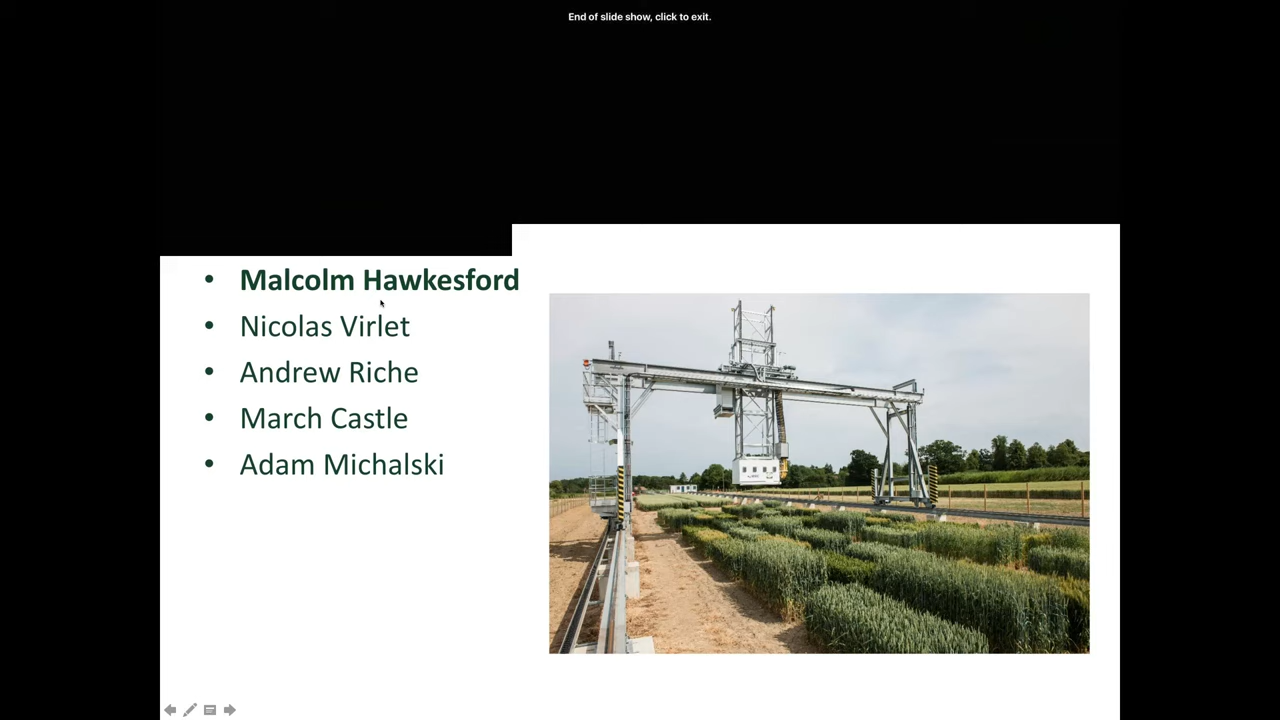 End of slide show, click to exit.
• Malcolm Hawkesford
• Nicolas Virlet
• Andrew Riche
• March Castle
• Adam Michalski